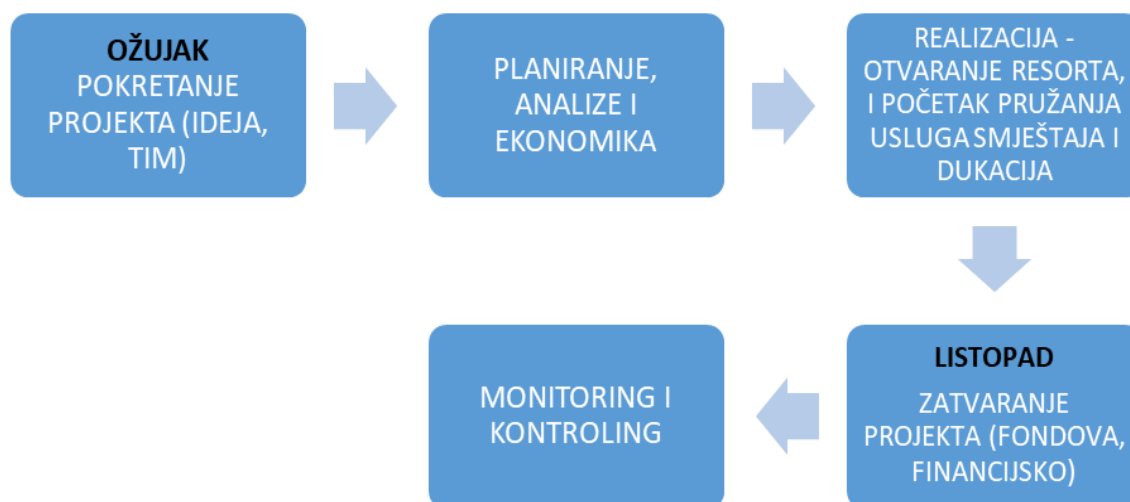 OŽUJAK
POKRETANJE
PROJEKTA (IDEJA,
TIM)
PLANIRANJE,
ANALIZE I
EKONOMIKA
REALIZACIJA -
OTVARANJE RESORTA,
I POČETAK PRUŽANJA
USLUGA SMJEŠTAJA I
DUKACIJA
LISTOPAD
ZATVARANJE
PROJEKTA (FONDOVA,
FINANCIJSKO)
MONITORING I
KONTROLING